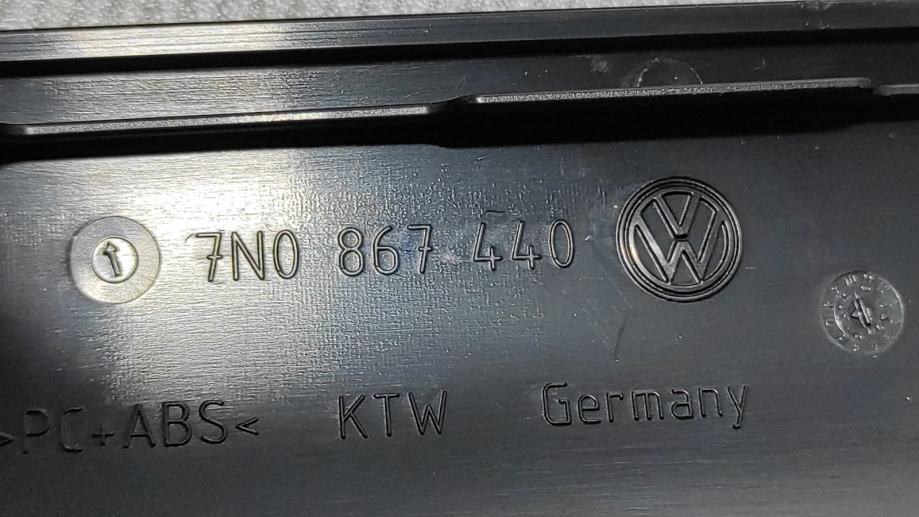 7N0 867 440
>PC+ABS< KTW Germany